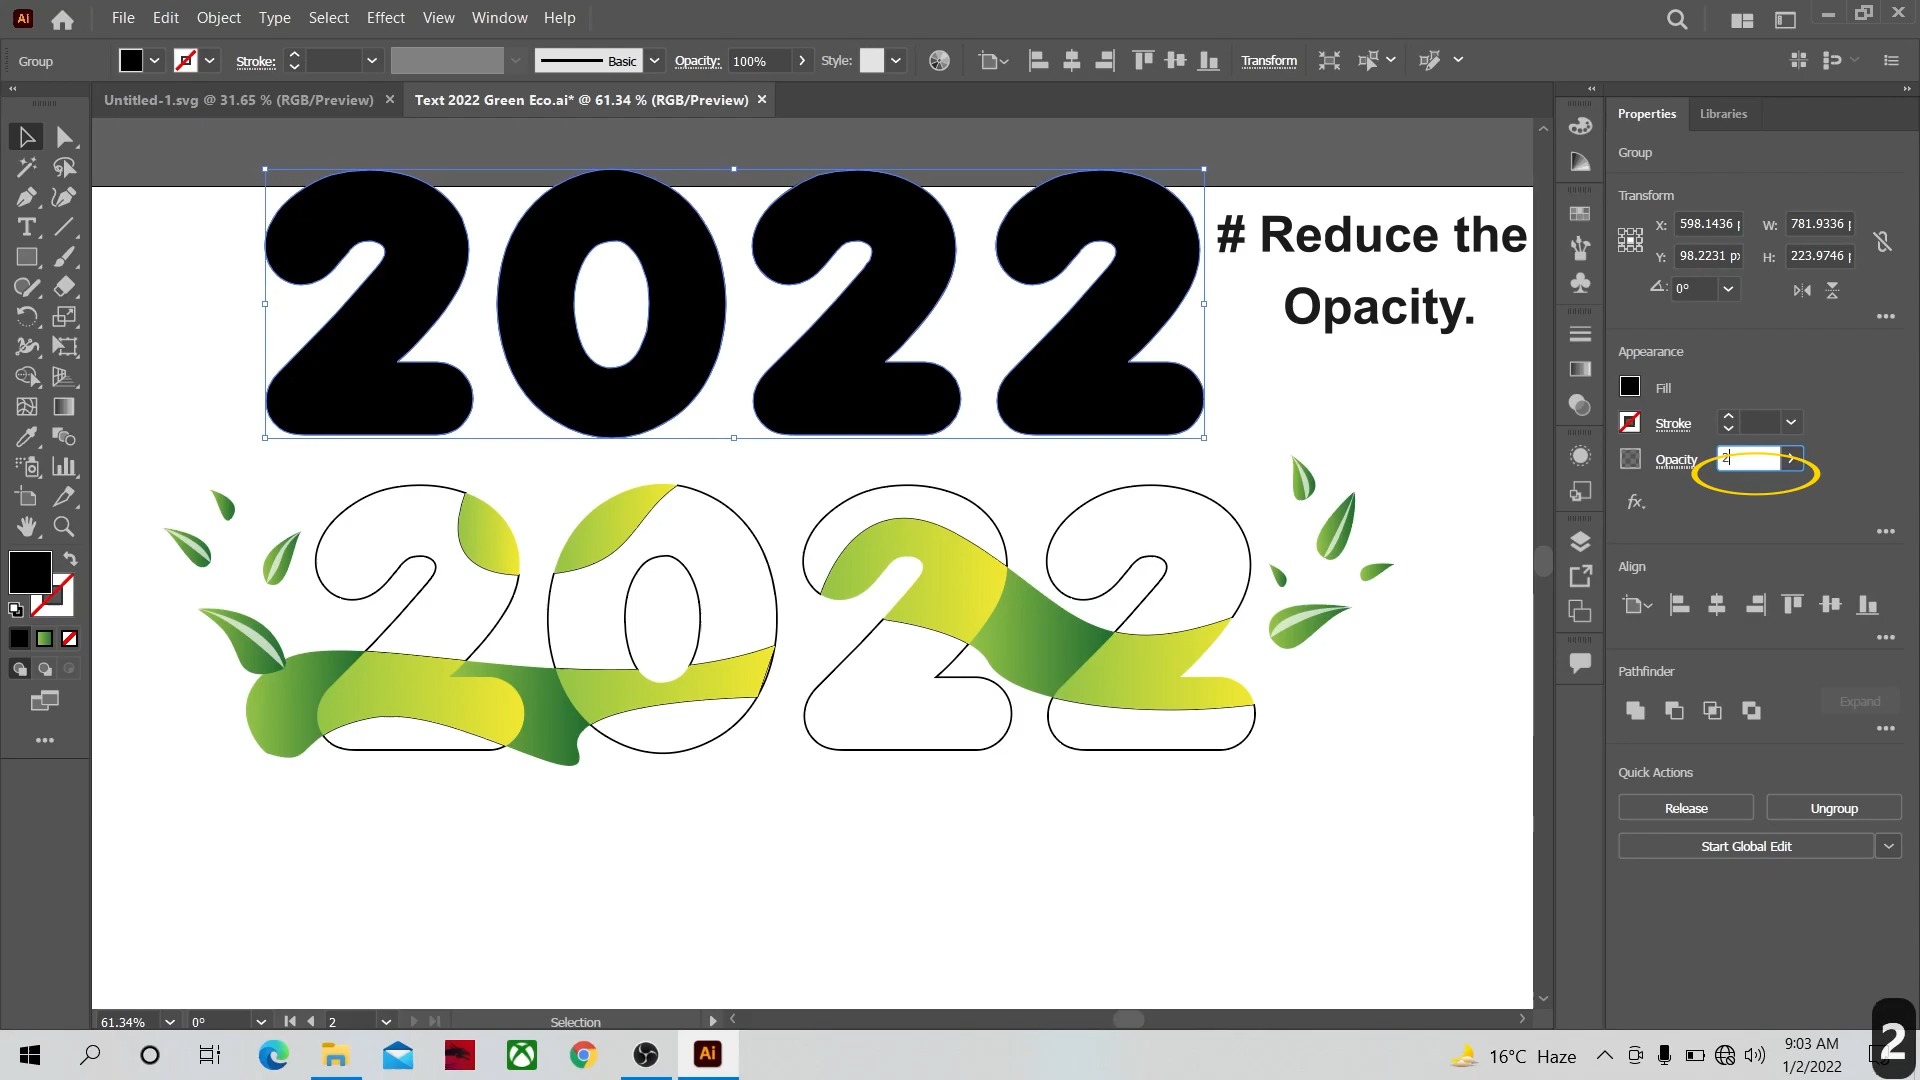 Ai File Edit Object Type Select Effect View Window Help
Group Stroke: Basic Opacity: 100% Style: Transform
Untitled-1.svg @ 31.65 % (RGB/Preview) × Text 2022 Green Eco.ai* @ 61.34 % (RGB/Preview) ×
Properties Libraries
Group
Transform
X: 598.1436 W: 781.9336
Y: 98.2231 px H: 223.9746
0°
Appearance
Fill
Stroke
Opacity 2
fx.
Align
Pathfinder
Expand
Quick Actions
Release Ungroup
Start Global Edit
2022
# Reduce the
Opacity.
2022
61.34% 0° 2 Selection
Ai 16°C Haze 9:03 AM
1/2/2022
2